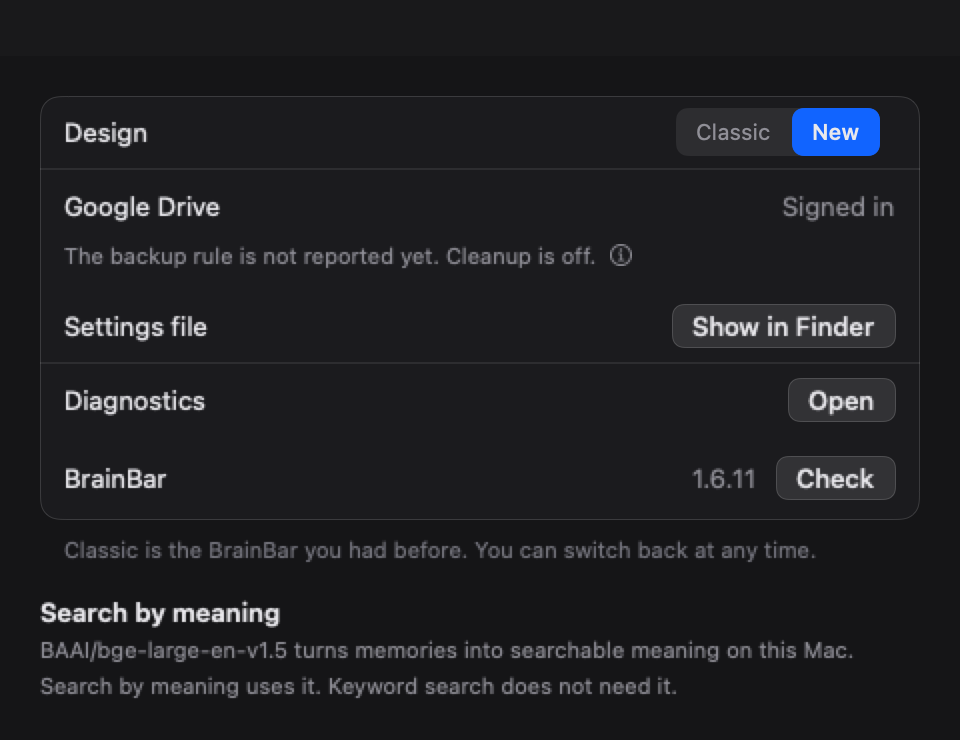 Design
Classic
New
Google Drive
Signed in
The backup rule is not reported yet. Cleanup is off.
Settings file
Show in Finder
Diagnostics
Open
BrainBar
1.6.11
Check
Classic is the BrainBar you had before. You can switch back at any time.
Search by meaning
BAAI/bge-large-en-v1.5 turns memories into searchable meaning on this Mac.
Search by meaning uses it. Keyword search does not need it.